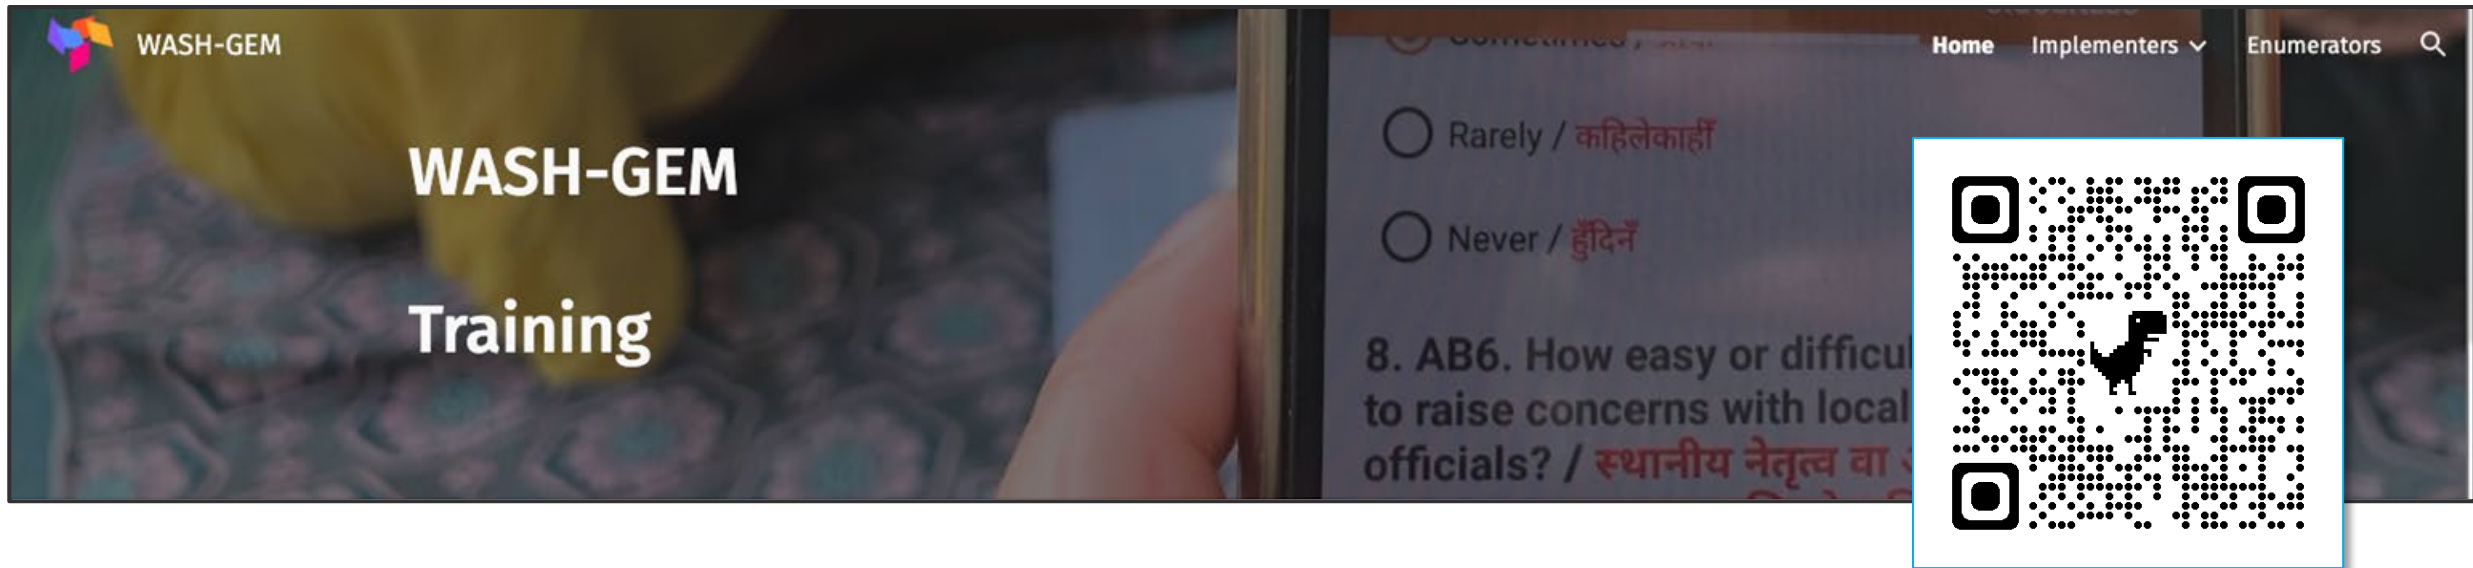 WASH-GEM
Home
Implementers
Enumerators
WASH-GEM
Training
Sometimes /
Rarely / कहिलेकाहीँ
Never / हुँदिनँ
8. AB6. How easy or difficul
to raise concerns with local
officials? / स्थानीय नेतृत्व वा